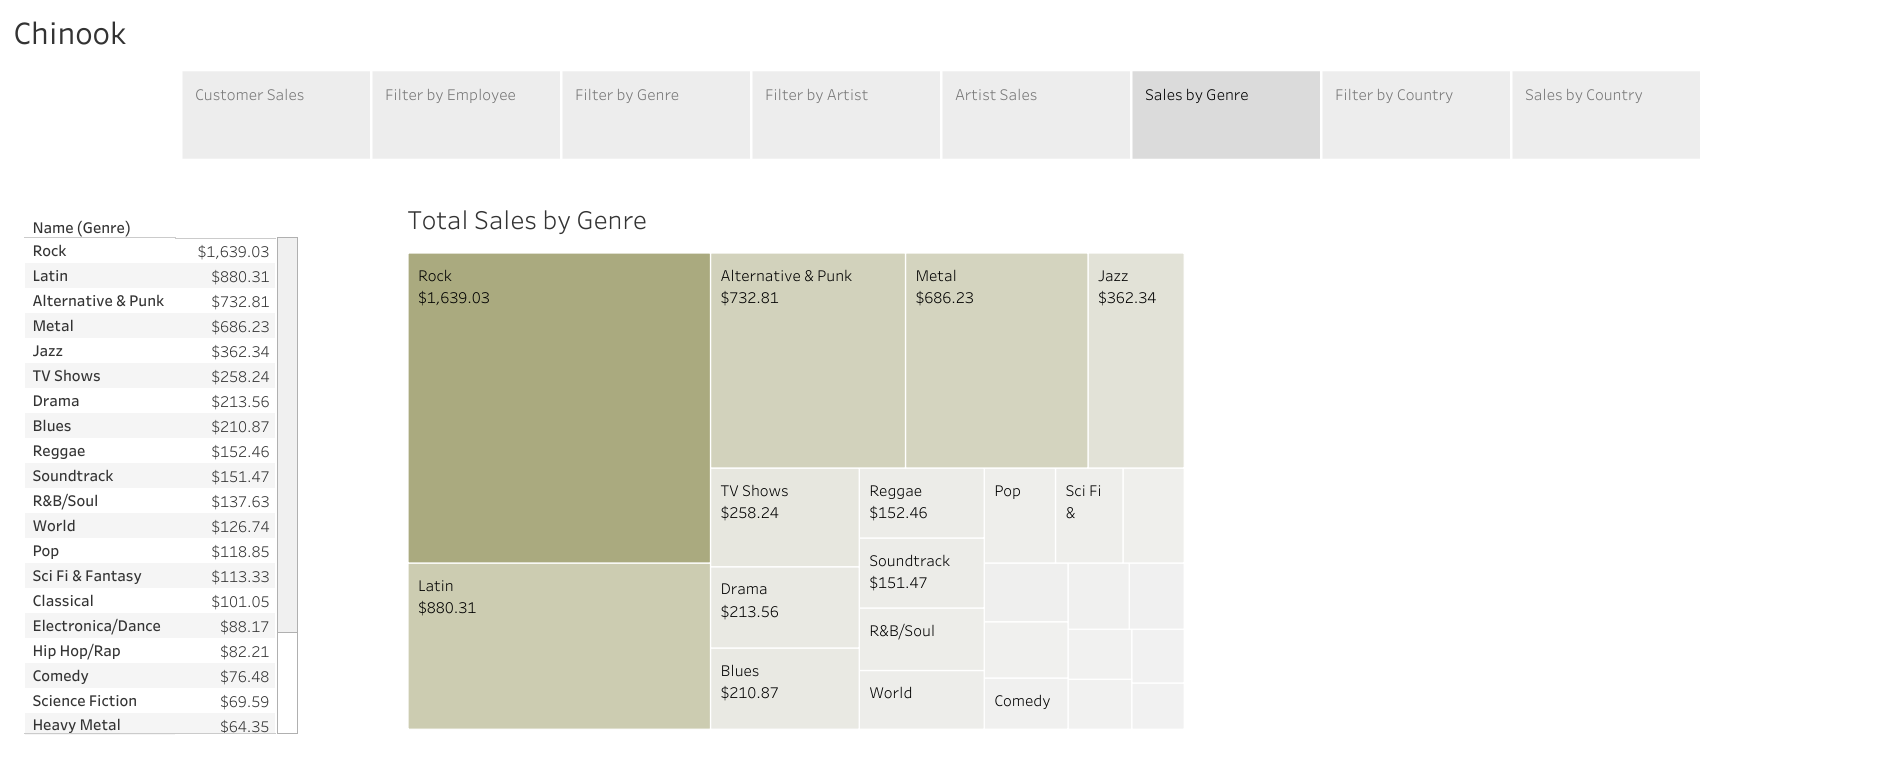 Chinook
Customer Sales
Filter by Employee
Filter by Genre
Filter by Artist
Artist Sales
Sales by Genre
Filter by Country
Sales by Country
Name (Genre)
Rock $1,639.03
Latin $880.31
Alternative & Punk $732.81
Metal $686.23
Jazz $362.34
TV Shows $258.24
Drama $213.56
Blues $210.87
Reggae $152.46
Soundtrack $151.47
R&B/Soul $137.63
World $126.74
Pop $118.85
Sci Fi & Fantasy $113.33
Classical $101.05
Electronica/Dance $88.17
Hip Hop/Rap $82.21
Comedy $76.48
Science Fiction $69.59
Heavy Metal $64.35
Total Sales by Genre
Rock
$1,639.03
Latin
$880.31
Alternative & Punk
$732.81
Metal
$686.23
Jazz
$362.34
TV Shows
$258.24
Drama
$213.56
Blues
$210.87
Reggae
$152.46
Soundtrack
$151.47
R&B/Soul
World
Pop
Sci Fi
&
Comedy